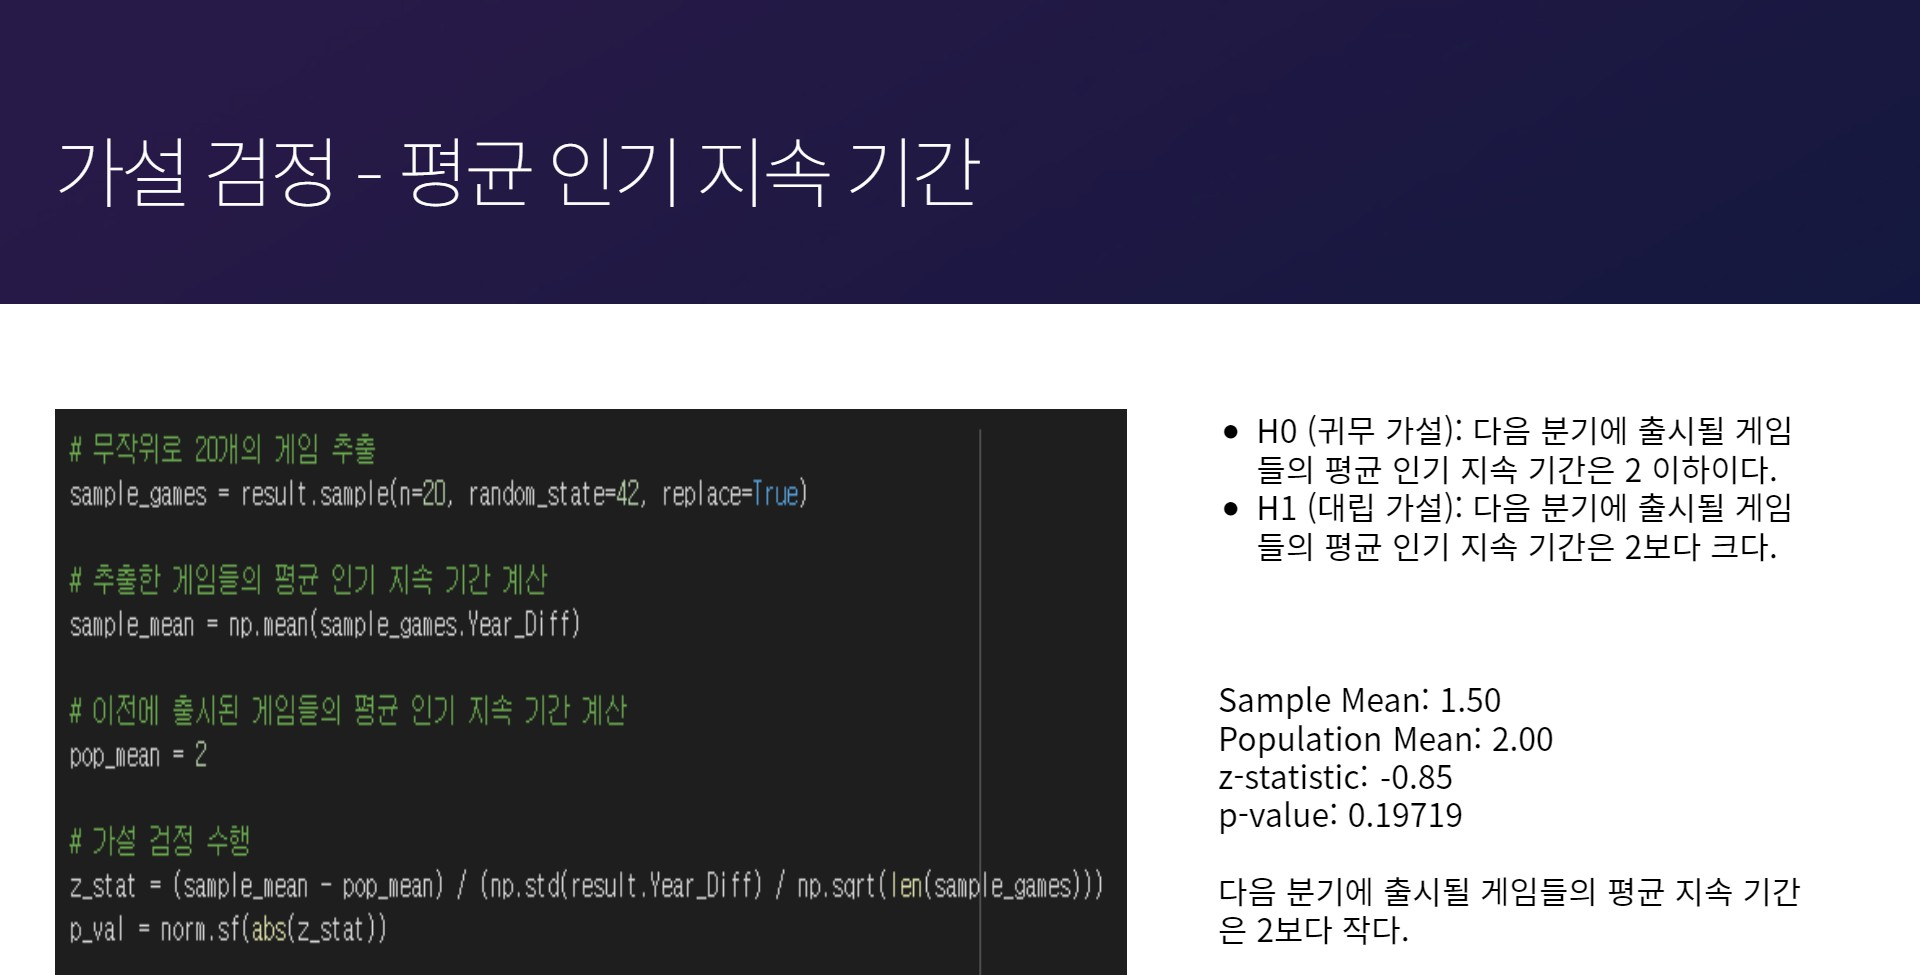 가설 검정 - 평균 인기 지속 기간
# 무작위로 20개의 게임 추출
sample_games = result.sample(n=20, random_state=42, replace=True)
# 추출한 게임들의 평균 인기 지속 기간 계산
sample_mean = np.mean(sample_games.Year_Diff)
# 이전에 출시된 게임들의 평균 인기 지속 기간 계산
pop_mean = 2
# 가설 검정 수행
z_stat = (sample_mean - pop_mean) / (np.std(result.Year_Diff) / np.sqrt(len(sample_games)))
p_val = norm.sf(abs(z_stat))
• H0 (귀무 가설): 다음 분기에 출시될 게임
들의 평균 인기 지속 기간은 2 이하이다.
• H1 (대립 가설): 다음 분기에 출시될 게임
들의 평균 인기 지속 기간은 2보다 크다.
Sample Mean: 1.50
Population Mean: 2.00
z-statistic: -0.85
p-value: 0.19719
다음 분기에 출시될 게임들의 평균 지속 기간
은 2보다 작다.